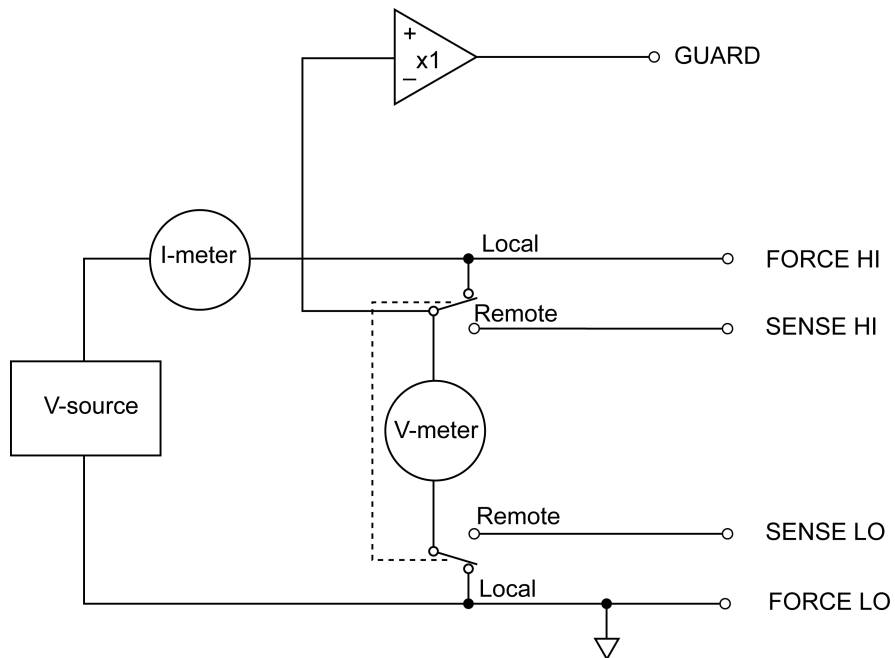 +
x1
–
GUARD
I-meter
Local
FORCE HI
Remote
SENSE HI
V-source
V-meter
Remote
SENSE LO
Local
FORCE LO